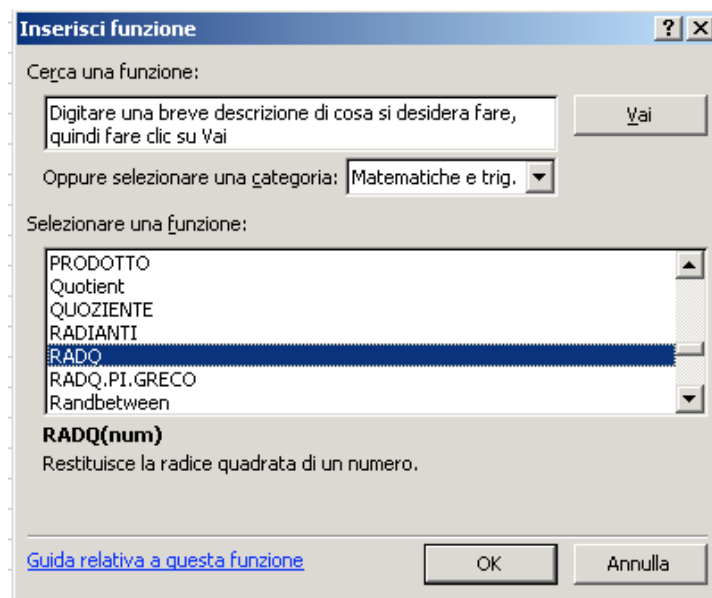 Inserisci funzione
Cerca una funzione:
Digitare una breve descrizione di cosa si desidera fare,
quindi fare clic su Vai
Vai
Oppure selezionare una categoria: Matematiche e trig.
Selezionare una funzione:
PRODOTTO
Quotient
QUOZIENTE
RADIANTI
RADQ
RADQ.PI.GRECO
Randbetween
RADQ(num)
Restituisce la radice quadrata di un numero.
Guida relativa a questa funzione
OK
Annulla